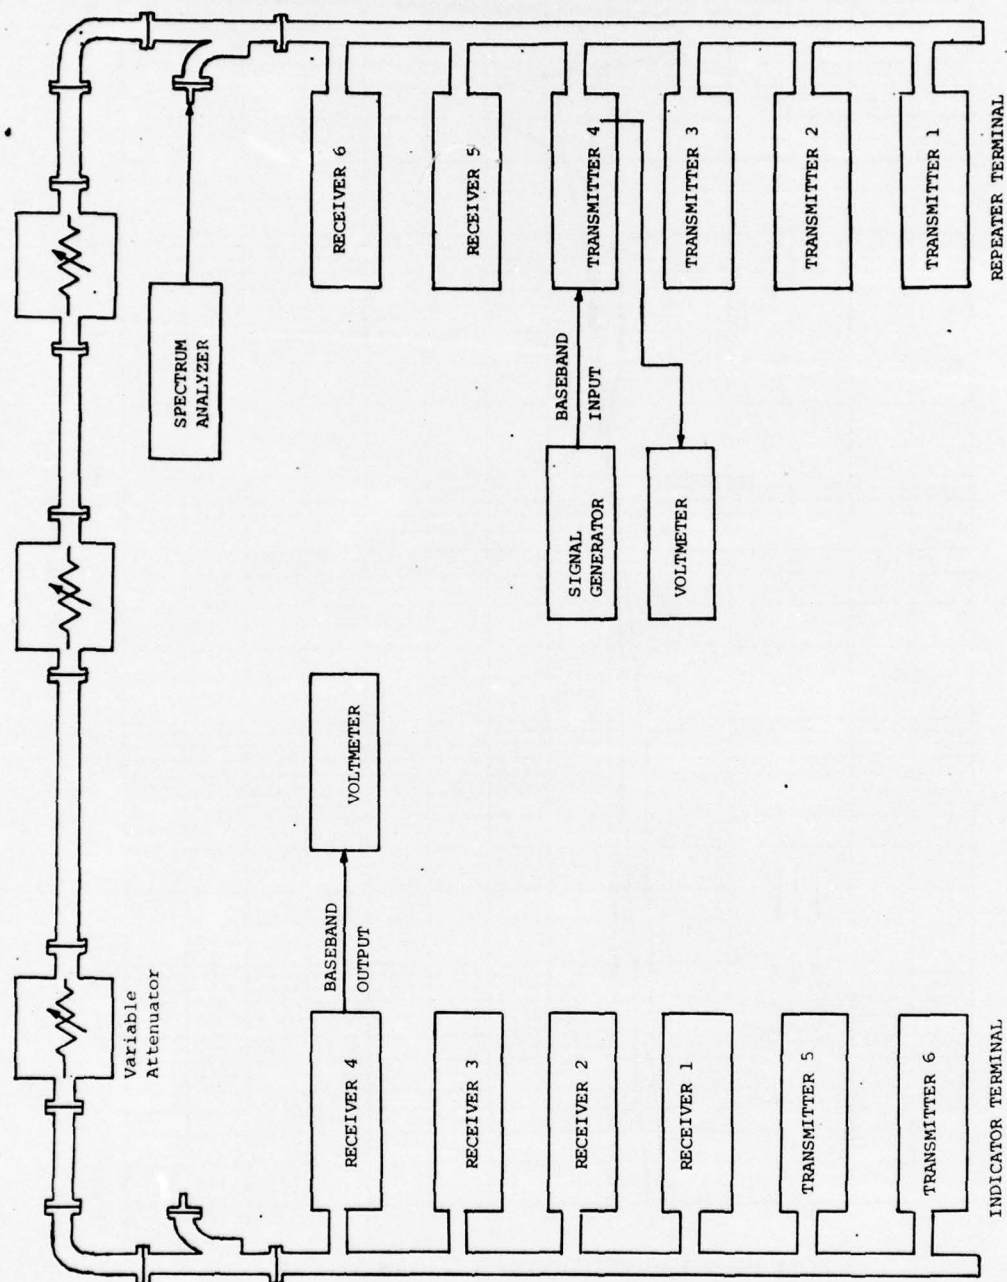 Variable
Attenuator
SPECTRUM
ANALYZER
RECEIVER 4
BASEBAND
OUTPUT
VOLTMETER
RECEIVER 6
RECEIVER 3
RECEIVER 5
RECEIVER 2
SIGNAL
GENERATOR
BASEBAND
INPUT
TRANSMITTER 4
RECEIVER 1
VOLTMETER
TRANSMITTER 3
TRANSMITTER 5
TRANSMITTER 2
TRANSMITTER 6
TRANSMITTER 1
INDICATOR TERMINAL
REPEATER TERMINAL